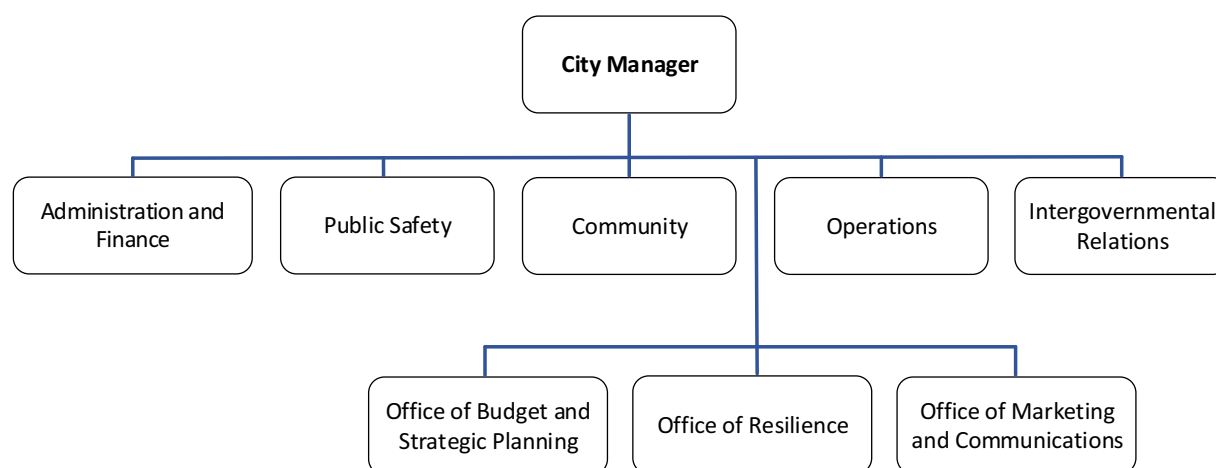 City Manager
Administration and
Finance
Public Safety
Community
Operations
Intergovernmental
Relations
Office of Budget and
Strategic Planning
Office of Resilience
Office of Marketing
and Communications